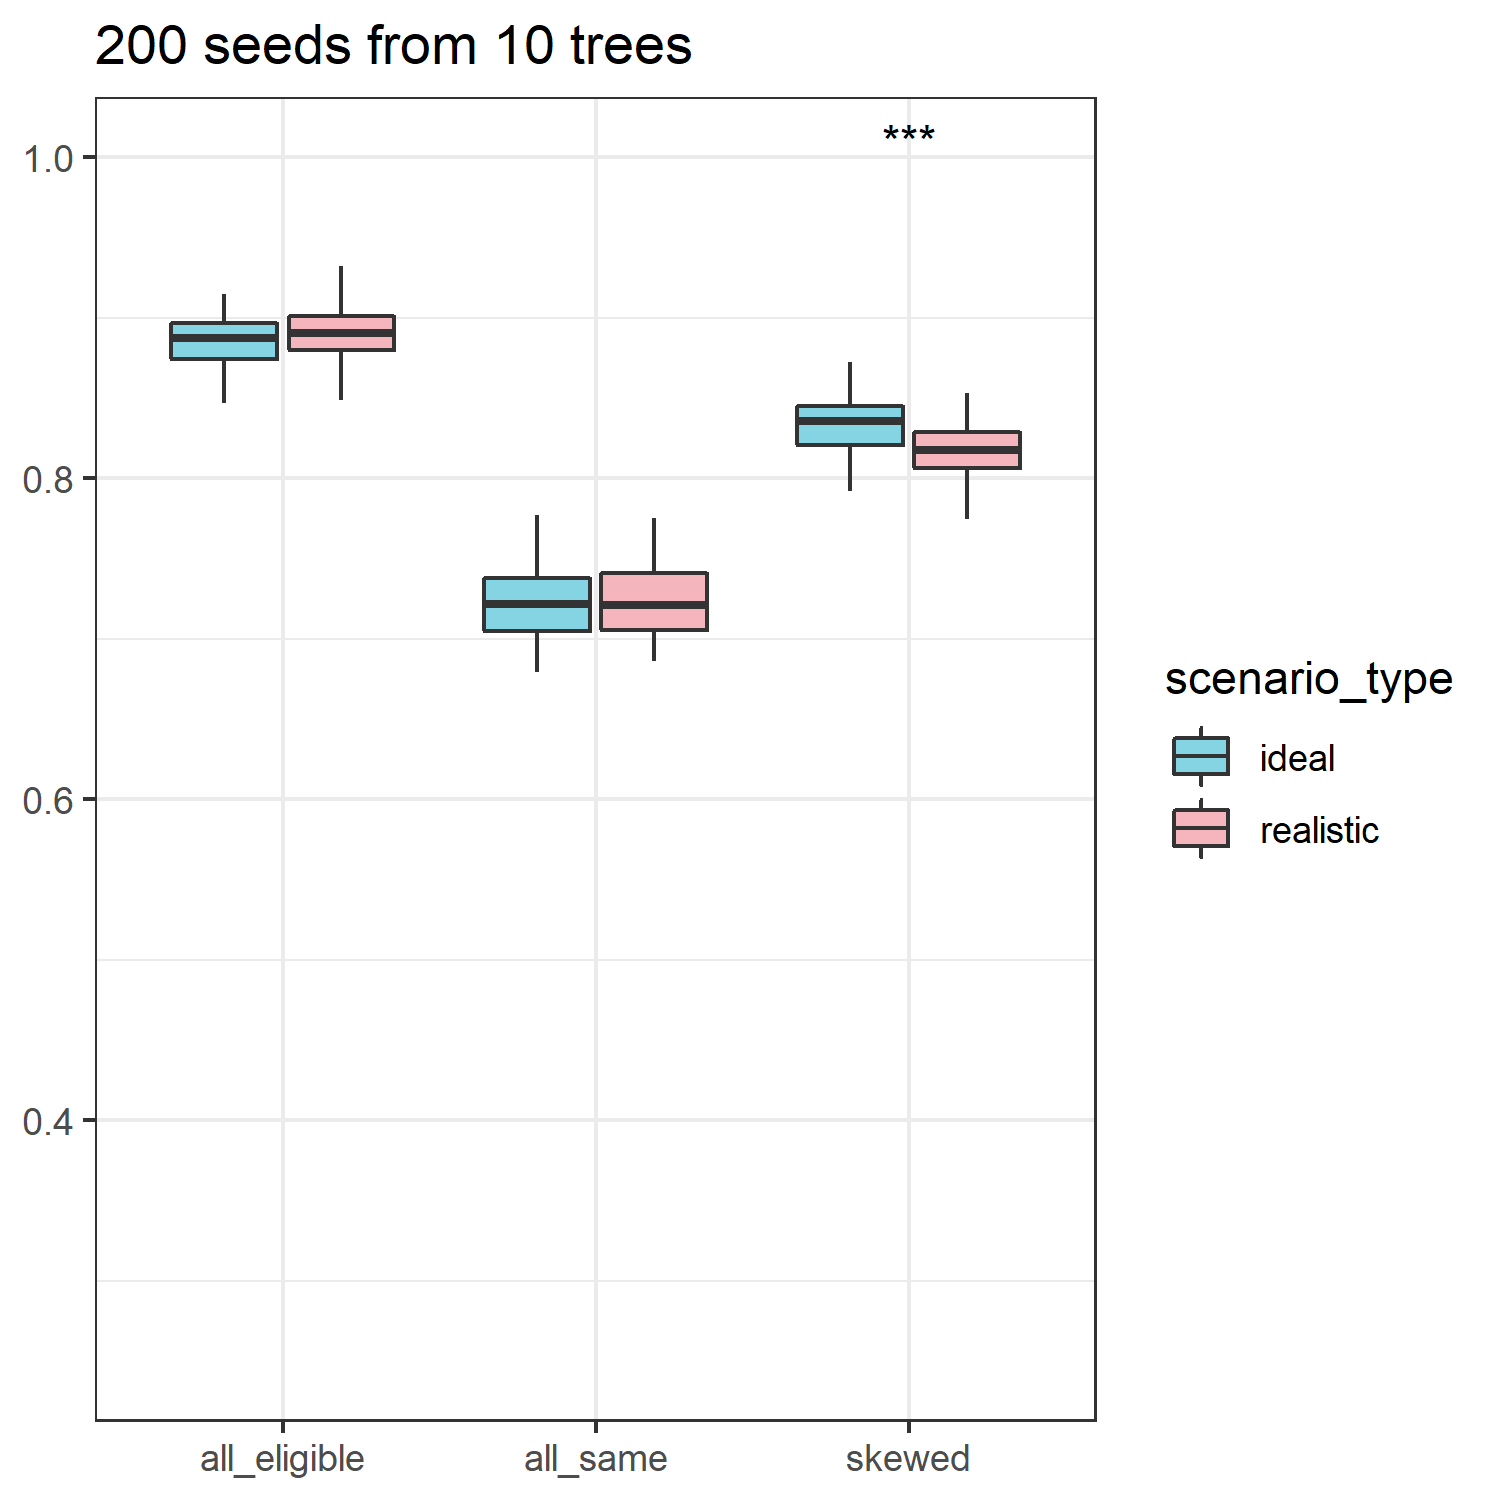 200 seeds from 10 trees
***
1.0
0.8
0.6
0.4
all_eligible
all_same
skewed
scenario_type
ideal
realistic